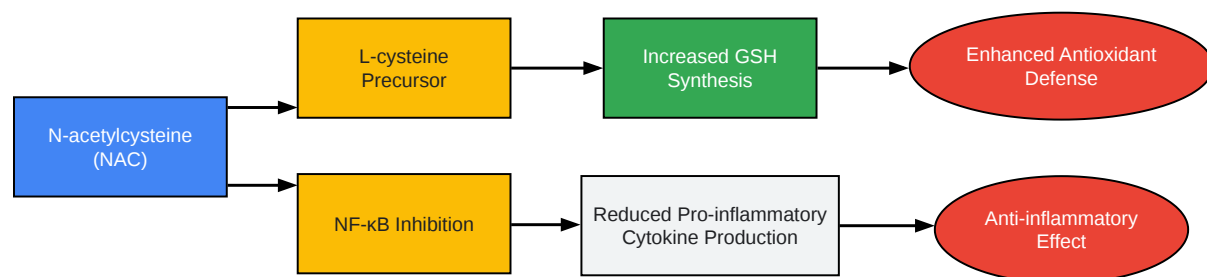 N-acetylcysteine
(NAC)
L-cysteine
Precursor
Increased GSH
Synthesis
Enhanced Antioxidant
Defense
NF-κB Inhibition
Reduced Pro-inflammatory
Cytokine Production
Anti-inflammatory
Effect